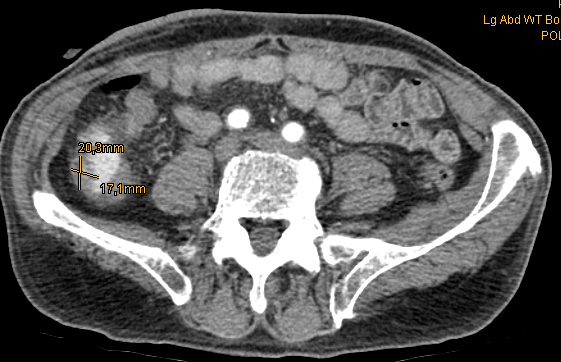 Lg Abd WT Bo
POL
20,3mm
17,1mm